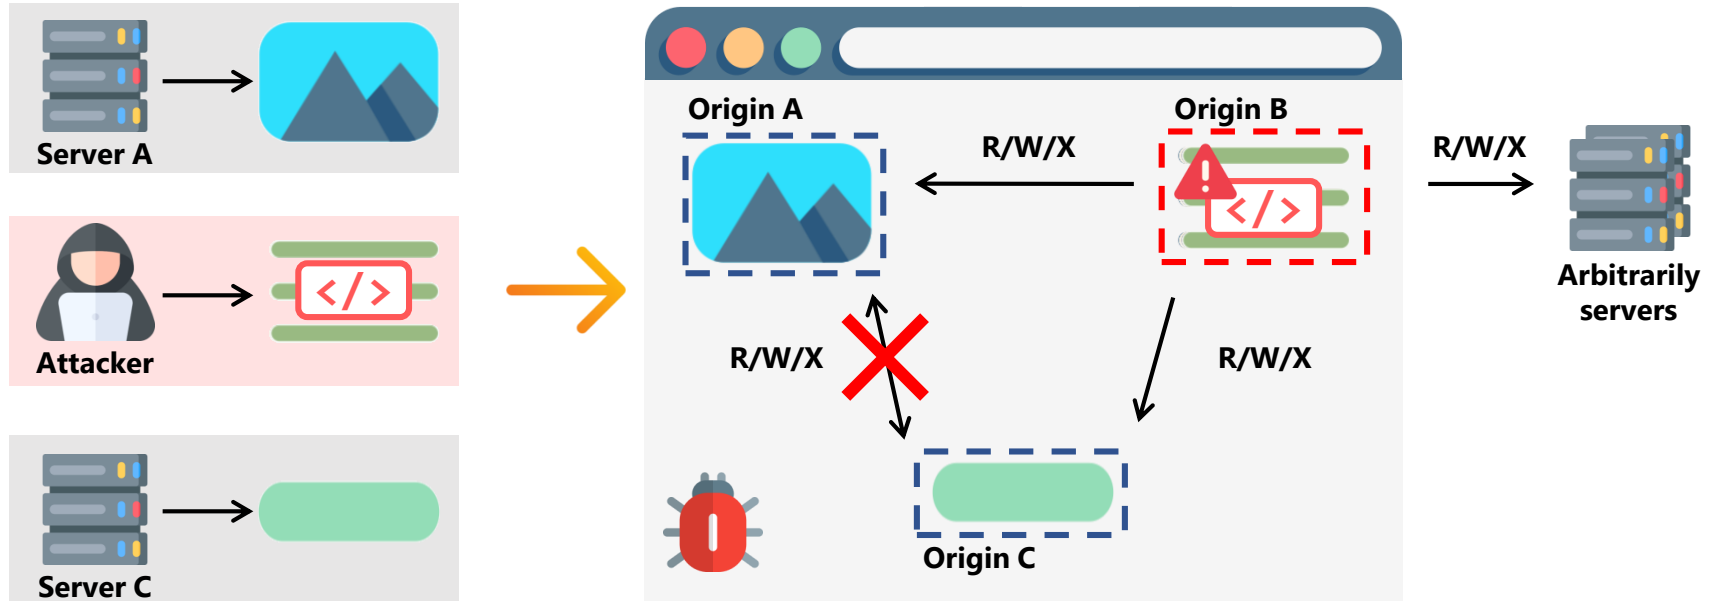 Server A
Attacker
</>
Server C
Origin A
Origin B
R/W/X
</>
R/W/X
Arbitrarily
servers
R/W/X
R/W/X
Origin C